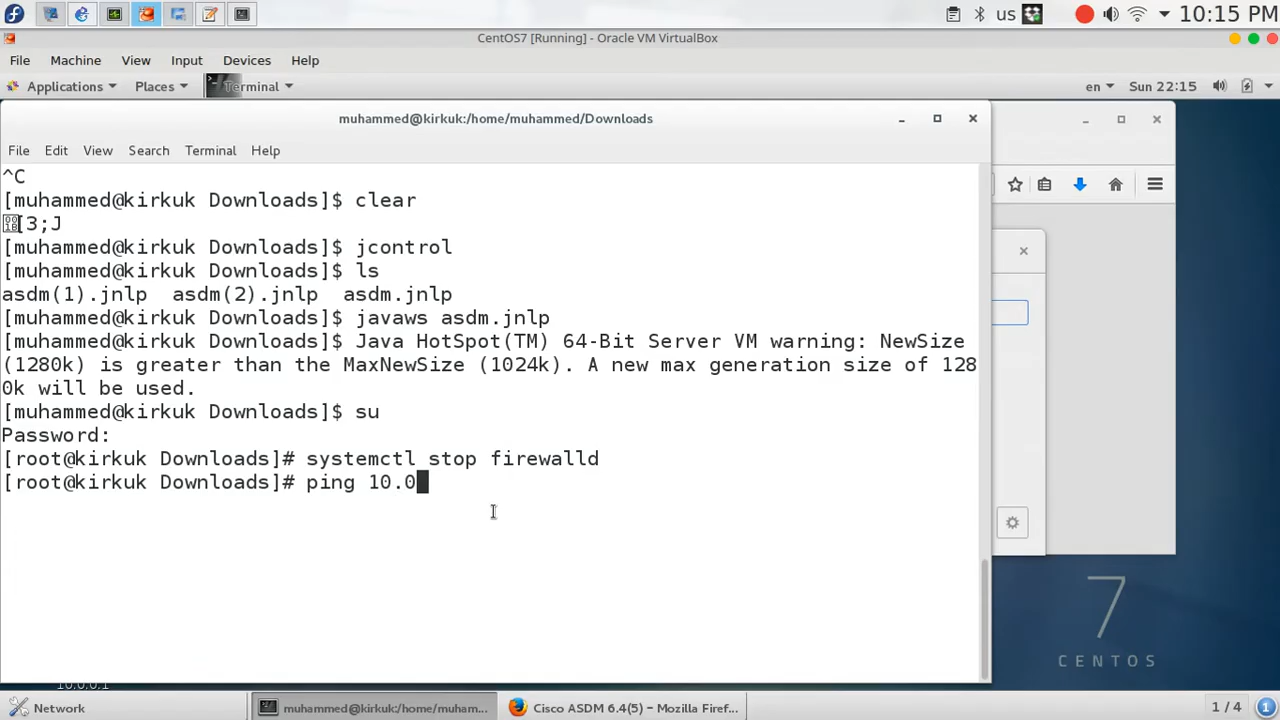 us
10:15 PM
CentOS7 [Running] - Oracle VM VirtualBox
File Machine View Input Devices Help
Applications Places Terminal en Sun 22:15
muhammed@kirkuk:/home/muhammed/Downloads
File Edit View Search Terminal Help
^C
[muhammed@kirkuk Downloads]$ clear
[3;J
[muhammed@kirkuk Downloads]$ jcontrol
[muhammed@kirkuk Downloads]$ ls
asdm(1).jnlp asdm(2).jnlp asdm.jnlp
[muhammed@kirkuk Downloads]$ javaws asdm.jnlp
[muhammed@kirkuk Downloads]$ Java HotSpot(TM) 64-Bit Server VM warning: NewSize
(1280k) is greater than the MaxNewSize (1024k). A new max generation size of 128
0k will be used.
[muhammed@kirkuk Downloads]$ su
Password:
[root@kirkuk Downloads]# systemctl stop firewalld
[root@kirkuk Downloads]# ping 10.0
7
CENTOS
10.0.0.1
Network
muhammed@kirkuk:/home/muham...
Cisco ASDM 6.4(5) – Mozilla Firef...
1 / 4
1